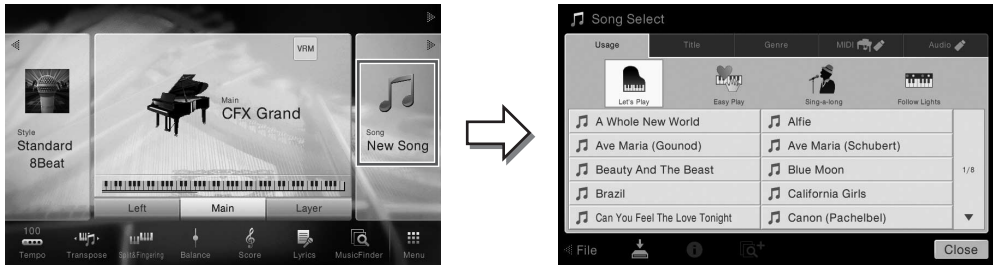 VRM
Style
Standard
8Beat
Main
CFX Grand
Song
New Song
Left
Main
Layer
100
Tempo
Transpose
Split&Fingering
Balance
Score
Lyrics
MusicFinder
Menu
Song Select
Usage
Title
Genre
MIDI
Audio
Let's Play
Easy Play
Sing-a-long
Follow Lights
A Whole New World
Alfie
Ave Maria (Gounod)
Ave Maria (Schubert)
Beauty And The Beast
Blue Moon
1/8
Brazil
California Girls
Can You Feel The Love Tonight
Canon (Pachelbel)
File
Close